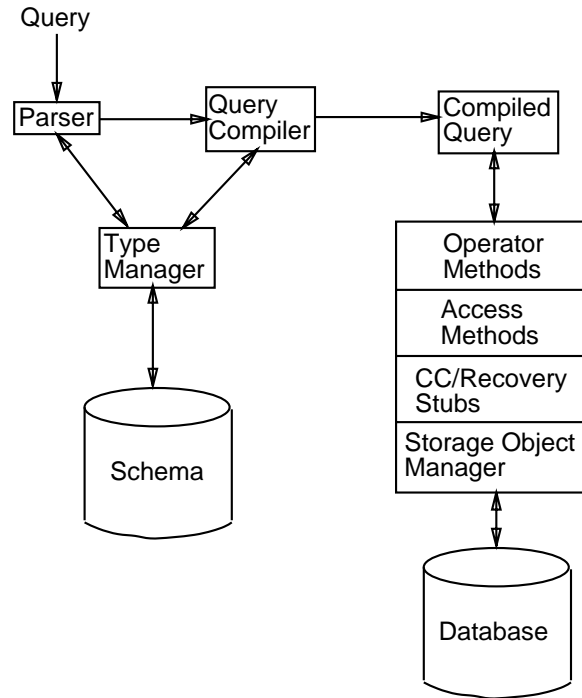 Query
Parser
Query
Compiler
Compiled
Query
Type
Manager
Operator
Methods
Access
Methods
CC/Recovery
Stubs
Storage Object
Manager
Schema
Database